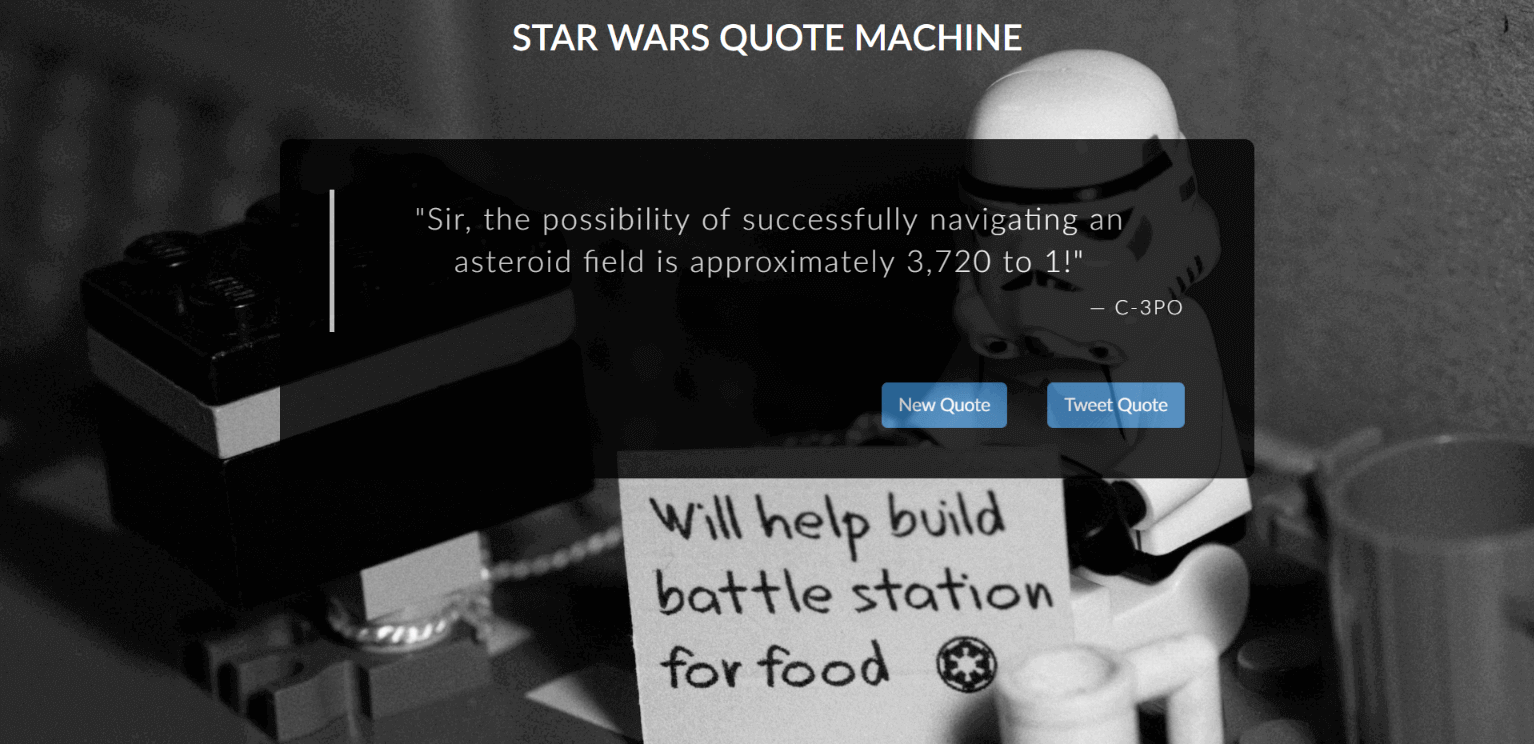 STAR WARS QUOTE MACHINE
"Sir, the possibility of successfully navigating an
asteroid field is approximately 3,720 to 1!"
— C-3PO
New Quote
Tweet Quote
Will help build
battle station
for food